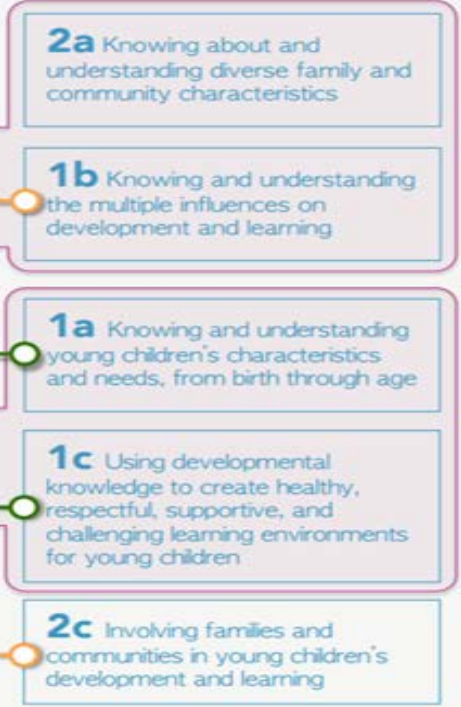 2a Knowing about and
understanding diverse family and
community characteristics
1b Knowing and understanding
the multiple influences on
development and learning
1a Knowing and understanding
young children's characteristics
and needs, from birth through age
1c Using developmental
knowledge to create healthy,
respectful, supportive, and
challenging learning environments
for young children
2c Involving families and
communities in young children's
development and learning